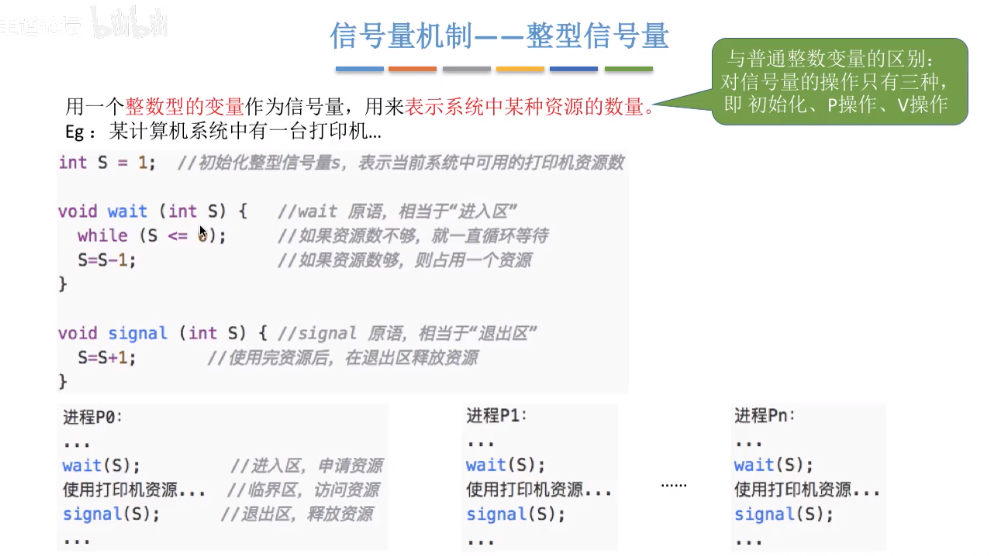 bilibili
信号量机制——整型信号量
与普通整数变量的区别：
对信号量的操作只有三种，
即 初始化、P操作、V操作
用一个整数型的变量作为信号量，用来表示系统中某种资源的数量。
Eg：某计算机系统中有一台打印机...
int S = 1;  //初始化整型信号量s，表示当前系统中可用的打印机资源数
void wait (int S) {   //wait 原语，相当于“进入区”
while (S <= 0);   //如果资源数不够，就一直循环等待
S=S-1;   //如果资源数够，则占用一个资源
}
void signal (int S) { //signal 原语，相当于“退出区”
S=S+1;   //使用完资源后，在退出区释放资源
}
进程P0：
...
wait(S);   //进入区，申请资源
使用打印机资源...  //临界区，访问资源
signal(S);   //退出区，释放资源
...
进程P1：
...
wait(S);
使用打印机资源...
signal(S);
...
......
进程Pn：
...
wait(S);
使用打印机资源...
signal(S);
...